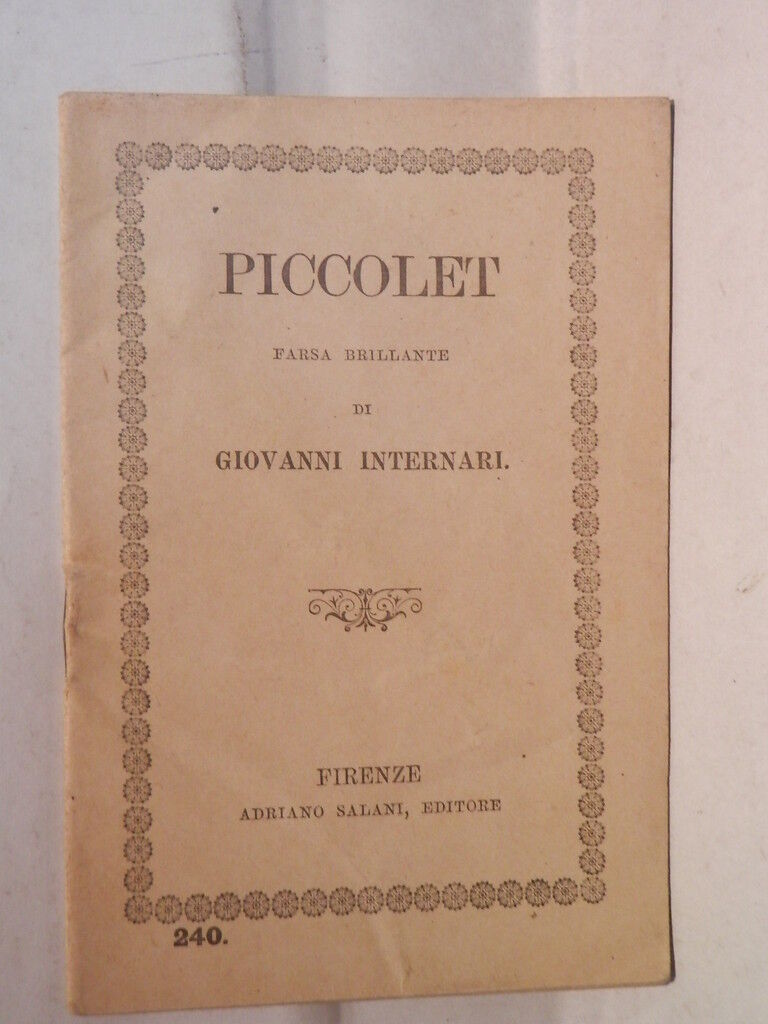 PICCOLET
FARSA BRILLANTE
DI
GIOVANNI INTERNARI.
FIRENZE
ADRIANO SALANI, EDITORE
240.